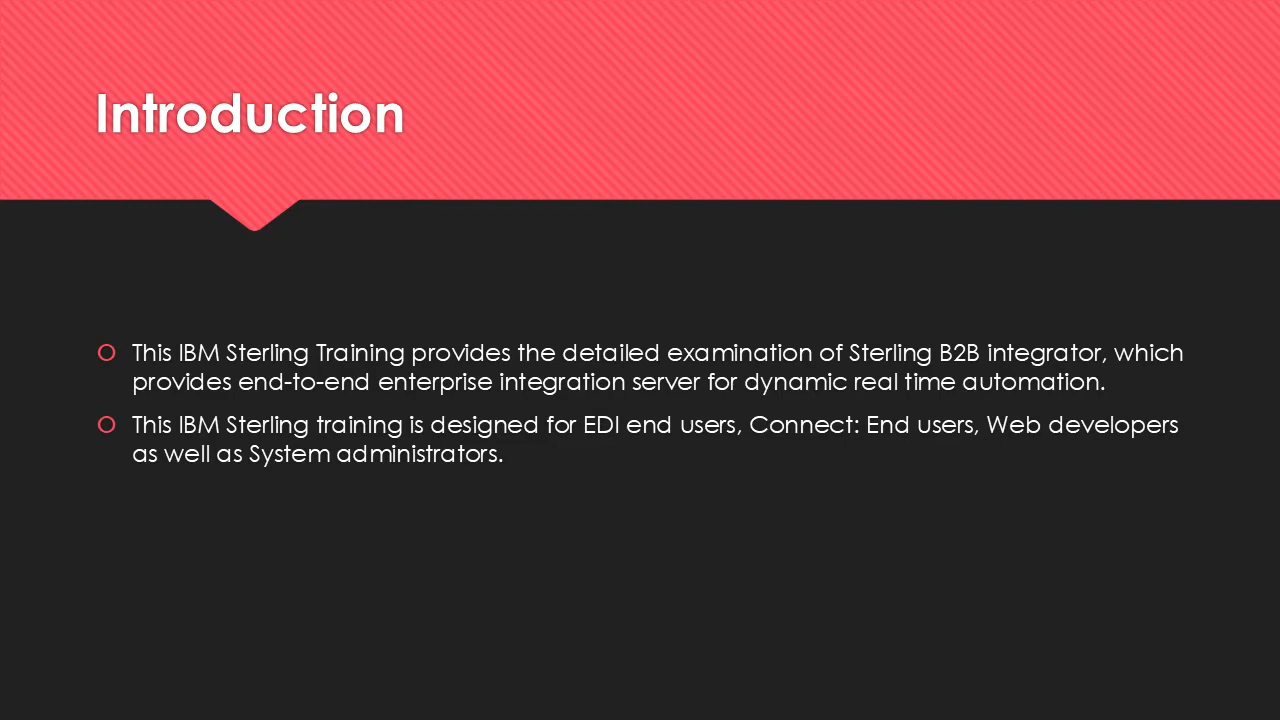 Introduction
This IBM Sterling Training provides the detailed examination of Sterling B2B integrator, which
provides end-to-end enterprise integration server for dynamic real time automation.
This IBM Sterling training is designed for EDI end users, Connect: End users, Web developers
as well as System administrators.